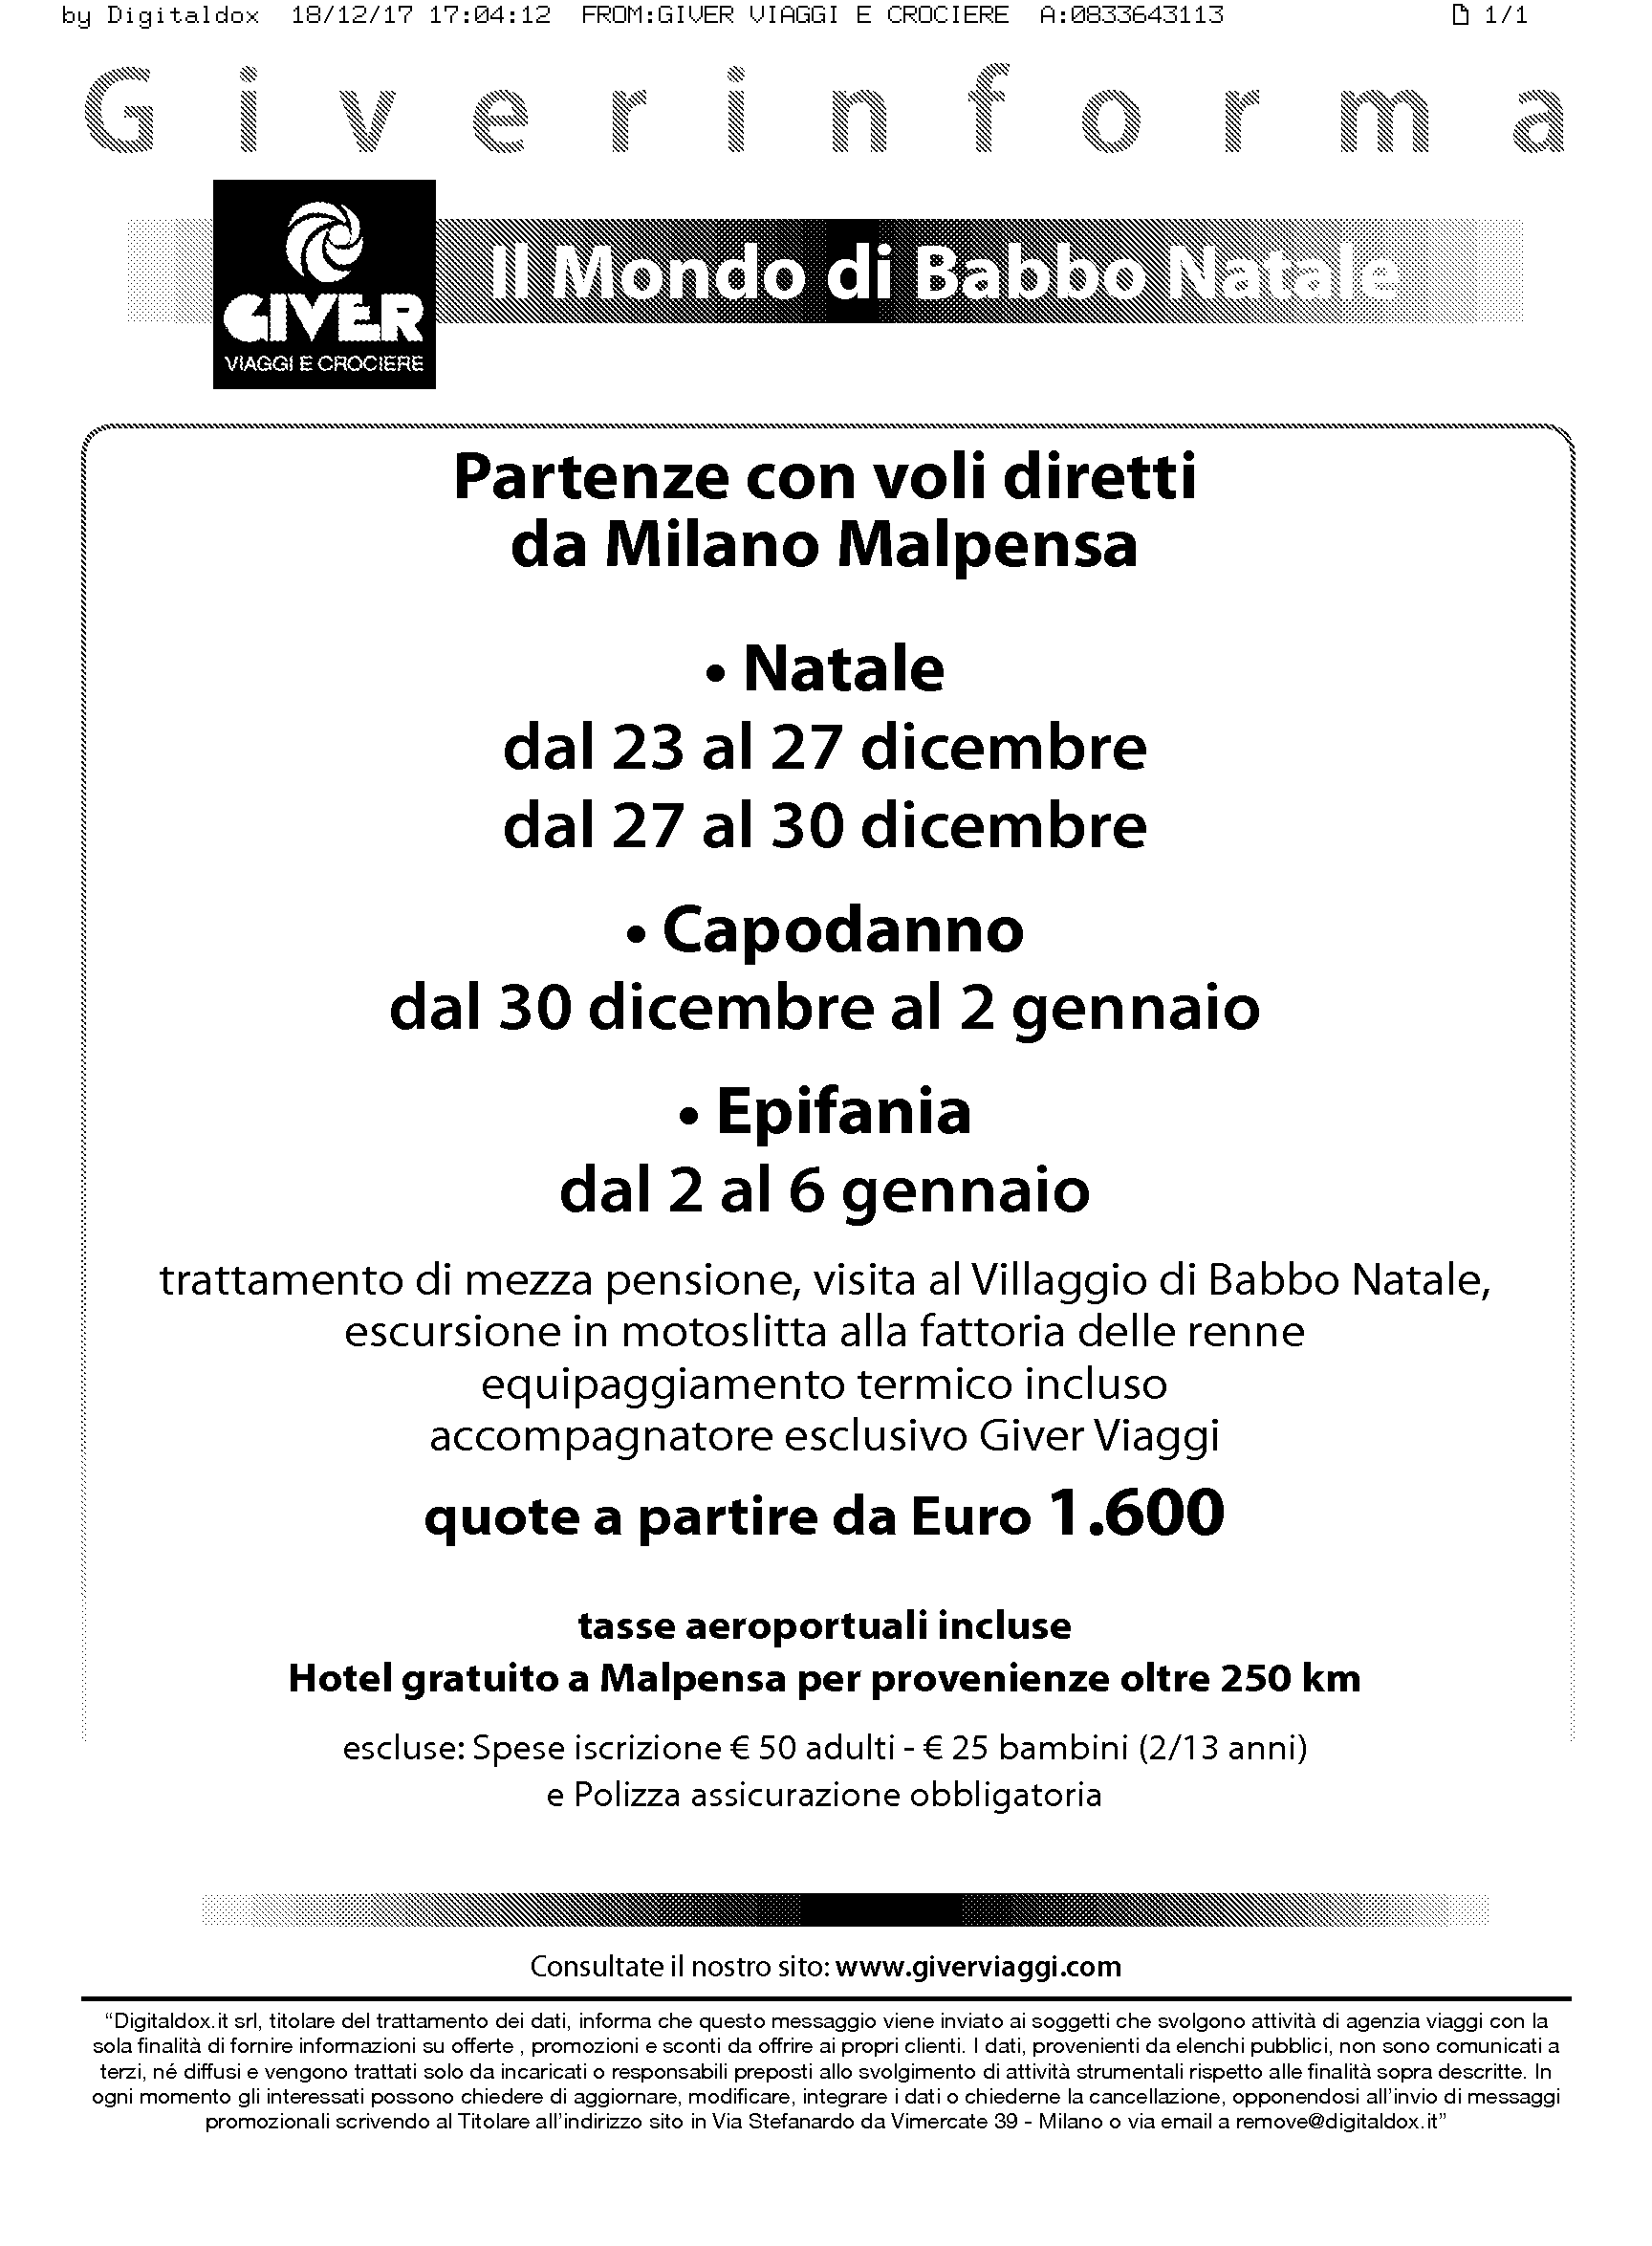 by Digitaldox 18/12/17 17:04:12 FROM:GIVER VIAGGI E CROCIERE A:0833643113 1/1
Giverinforma
Il Mondo di Babbo Natale
GIVER
VIAGGI E CROCIERE
Partenze con voli diretti
da Milano Malpensa
• Natale
dal 23 al 27 dicembre
dal 27 al 30 dicembre
• Capodanno
dal 30 dicembre al 2 gennaio
• Epifania
dal 2 al 6 gennaio
trattamento di mezza pensione, visita al Villaggio di Babbo Natale,
escursione in motoslitta alla fattoria delle renne
equipaggiamento termico incluso
accompagnatore esclusivo Giver Viaggi
quote a partire da Euro 1.600
tasse aeroportuali incluse
Hotel gratuito a Malpensa per provenienze oltre 250 km
escluse: Spese iscrizione € 50 adulti - € 25 bambini (2/13 anni)
e Polizza assicurazione obbligatoria
Consultate il nostro sito: www.giverviaggi.com
“Digitaldox.it srl, titolare del trattamento dei dati, informa che questo messaggio viene inviato ai soggetti che svolgono attività di agenzia viaggi con la
sola finalità di fornire informazioni su offerte , promozioni e sconti da offrire ai propri clienti. I dati, provenienti da elenchi pubblici, non sono comunicati a
terzi, né diffusi e vengono trattati solo da incaricati o responsabili preposti allo svolgimento di attività strumentali rispetto alle finalità sopra descritte. In
ogni momento gli interessati possono chiedere di aggiornare, modificare, integrare i dati o chiederne la cancellazione, opponendosi all’invio di messaggi
promozionali scrivendo al Titolare all’indirizzo sito in Via Stefanardo da Vimercate 39 - Milano o via email a remove@digitaldox.it”